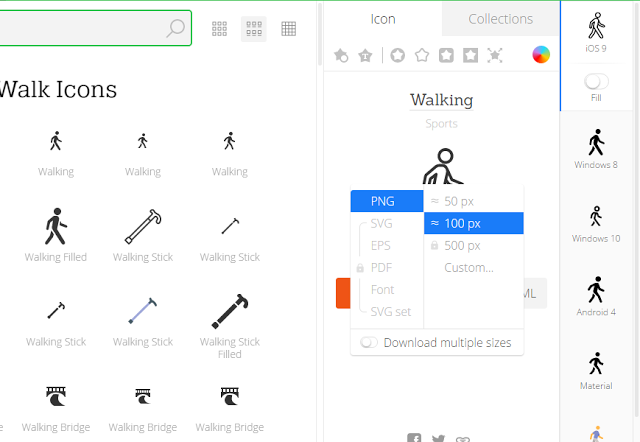 Icon
Collections
Walk Icons
Walking
Walking
Walking
Walking Filled
Walking Stick
Walking Stick
Walking Stick
Walking Stick
Walking Stick
Filled
Walking Bridge
Walking Bridge
Walking Bridge
Walking
Sports
PNG
SVG
EPS
PDF
Font
SVG set
≈ 50 px
≈ 100 px
500 px
Custom...
ML
Download multiple sizes
iOS 9
Fill
Windows 8
Windows 10
Android 4
Material